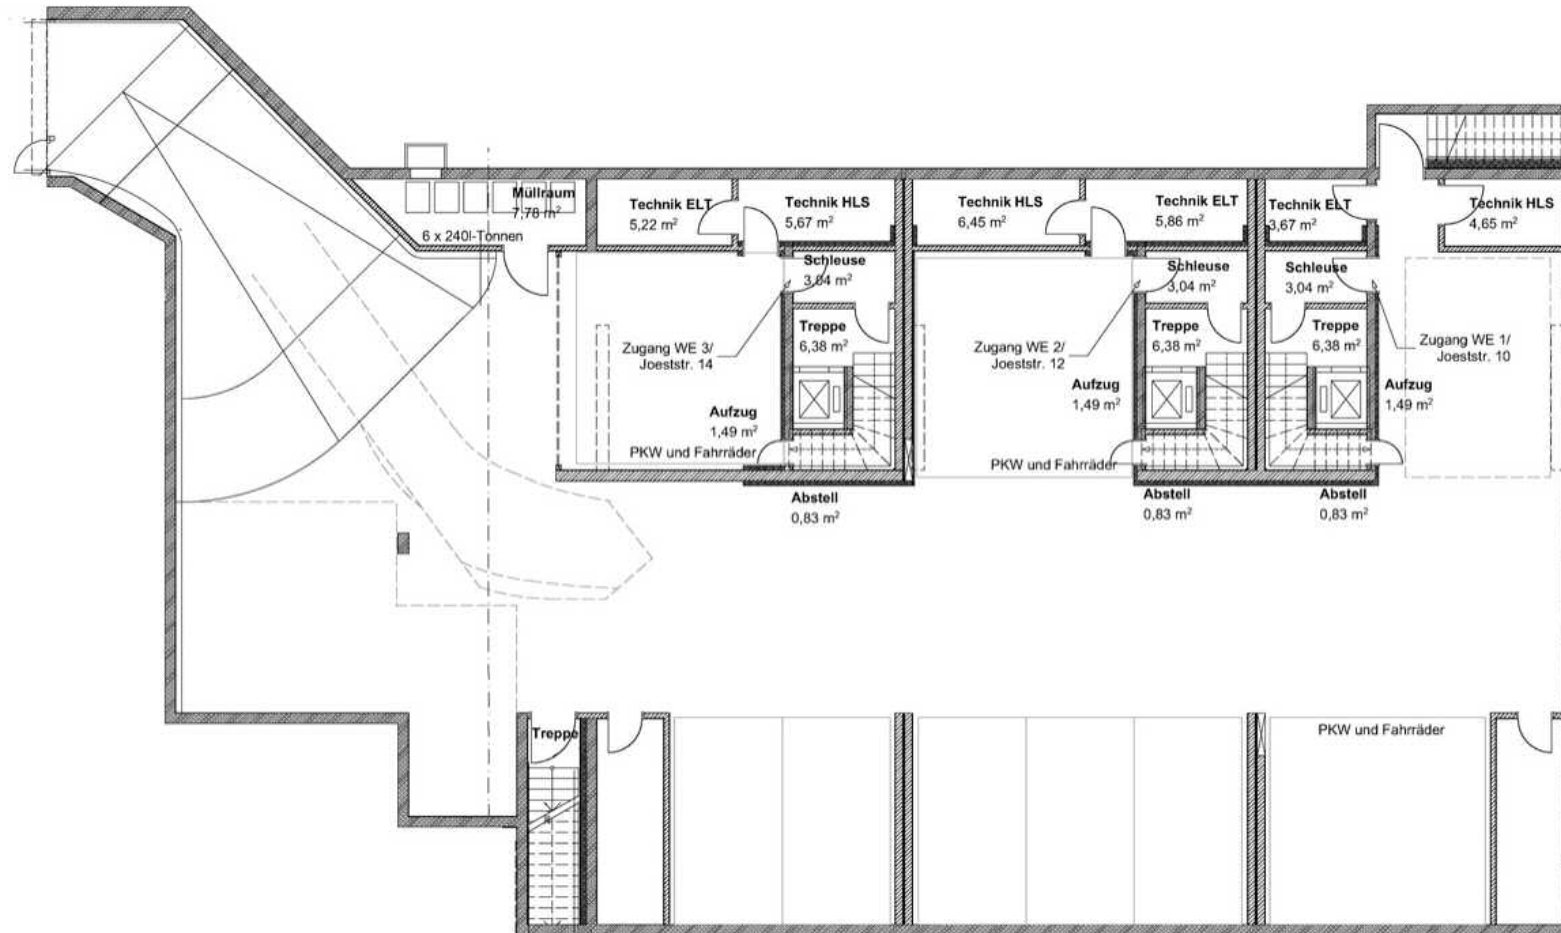 Müllraum
7,78 m²
6 x 240l-Tonnen
Technik ELT
5,22 m²
Technik HLS
5,67 m²
Technik HLS
6,45 m²
Technik ELT
5,86 m²
Technik ELT
3,67 m²
Technik HLS
4,65 m²
Schleuse
3,04 m²
Schleuse
3,04 m²
Schleuse
3,04 m²
Zugang WE 3/
Joeststr. 14
Treppe
6,38 m²
Zugang WE 2/
Joeststr. 12
Treppe
6,38 m²
Treppe
6,38 m²
Zugang WE 1/
Joeststr. 10
Aufzug
1,49 m²
Aufzug
1,49 m²
Aufzug
1,49 m²
PKW und Fahrräder
PKW und Fahrräder
Abstell
0,83 m²
Abstell
0,83 m²
Abstell
0,83 m²
Treppe
PKW und Fahrräder